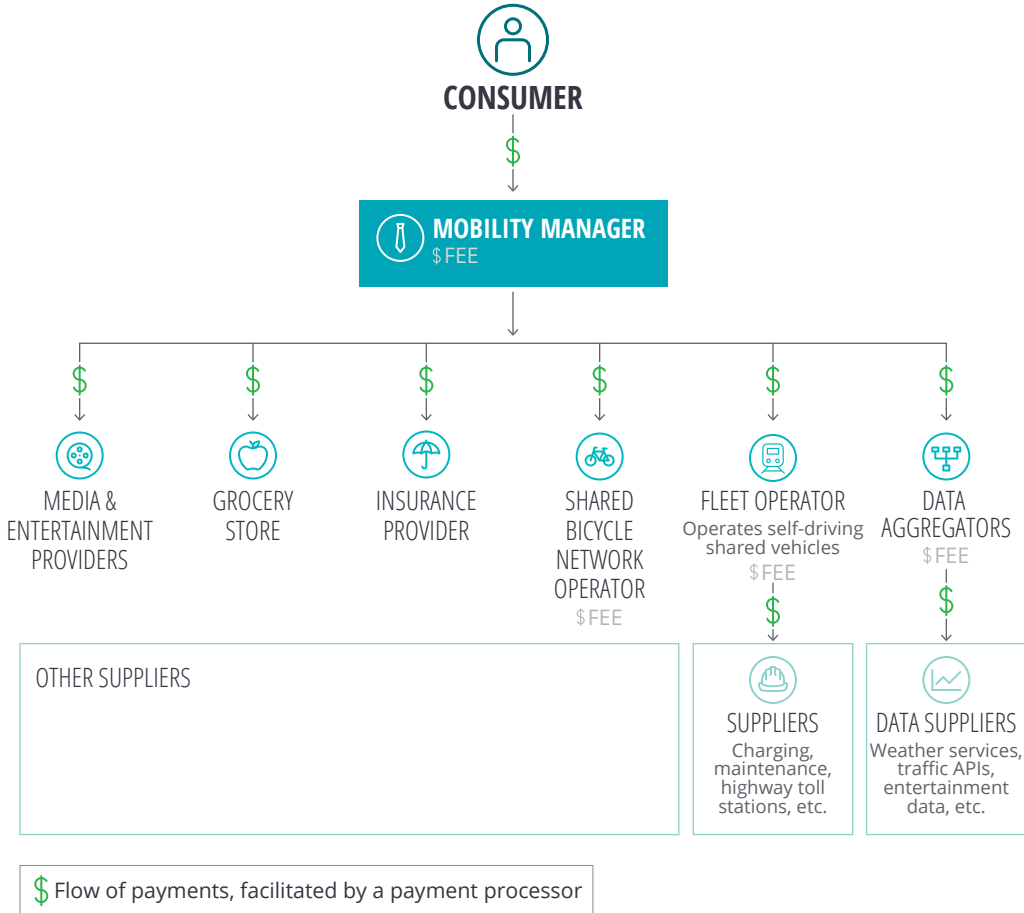 CONSUMER
$
MOBILITY MANAGER
$ FEE
$ $ $ $ $ $
MEDIA &
ENTERTAINMENT
PROVIDERS
GROCERY
STORE
INSURANCE
PROVIDER
SHARED
BICYCLE
NETWORK
OPERATOR
$ FEE
FLEET OPERATOR
Operates self-driving
shared vehicles
$ FEE
$
DATA
AGGREGATORS
$ FEE
$
OTHER SUPPLIERS
SUPPLIERS
Charging,
maintenance,
highway toll
stations, etc.
DATA SUPPLIERS
Weather services,
traffic APIs,
entertainment
data, etc.
$ Flow of payments, facilitated by a payment processor